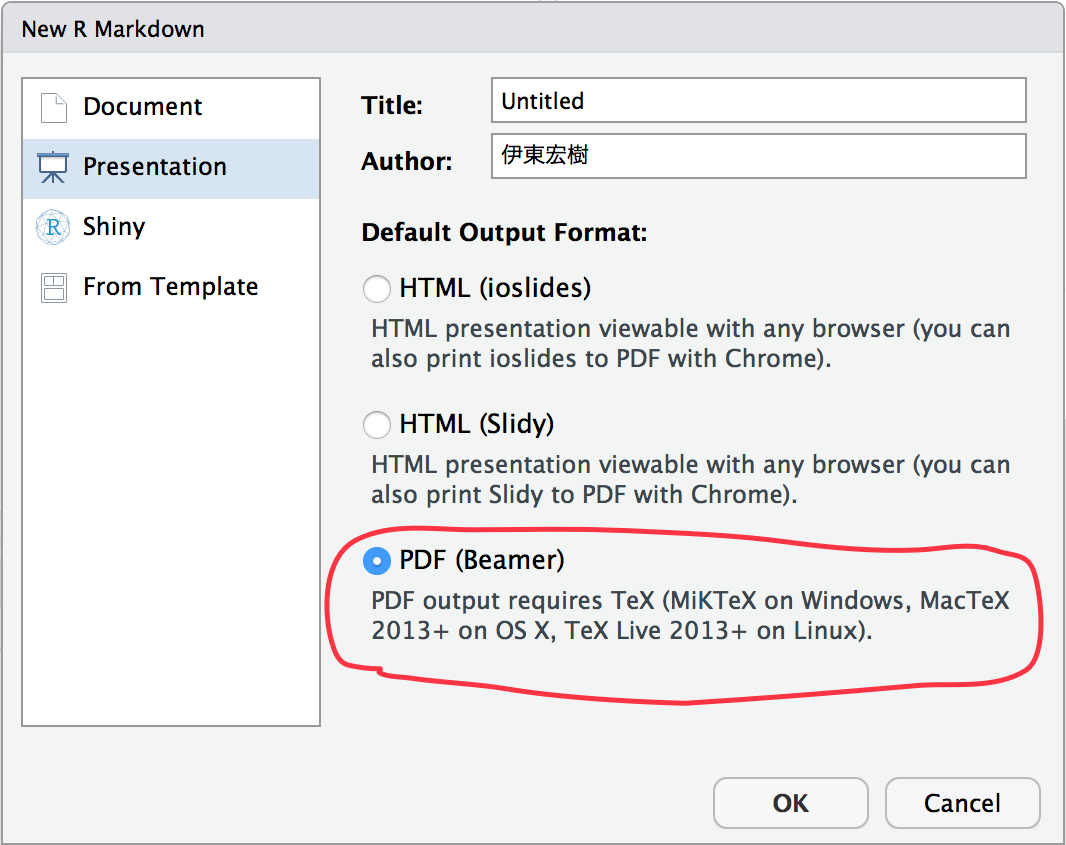 New R Markdown
Document
Presentation
Shiny
From Template
Title:
Untitled
Author:
伊東宏樹
Default Output Format:
HTML (ioslides)
HTML presentation viewable with any browser (you can
also print ioslides to PDF with Chrome).
HTML (Slidy)
HTML presentation viewable with any browser (you can
also print Slidy to PDF with Chrome).
PDF (Beamer)
PDF output requires TeX (MiKTeX on Windows, MacTeX
2013+ on OS X, TeX Live 2013+ on Linux).
OK
Cancel